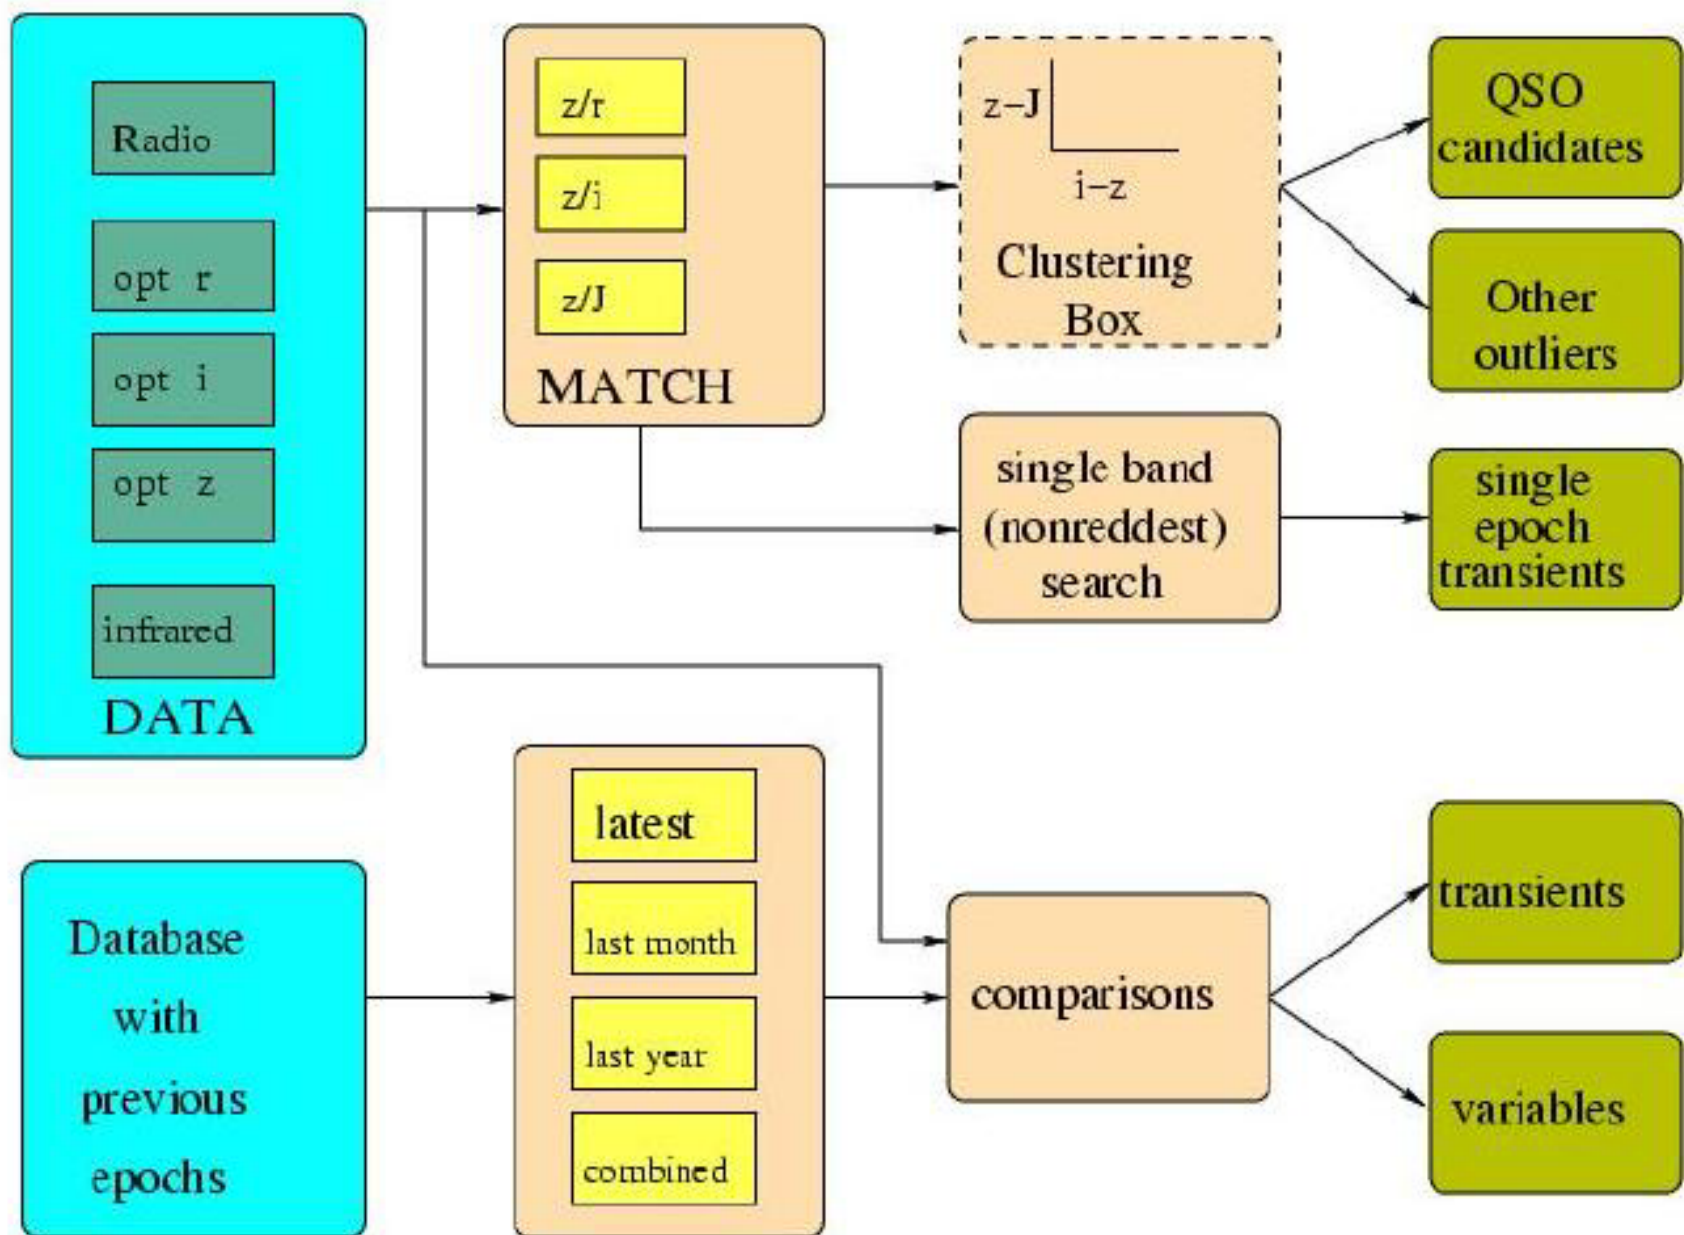 Radio
opt r
opt i
opt z
infrared
DATA
z/r
z/i
z/J
MATCH
z-J
i-z
Clustering
Box
QSO
candidates
Other
outliers
single band
(nonreddest)
search
single
epoch
transients
Database
with
previous
epochs
latest
last month
last year
combined
comparisons
transients
variables